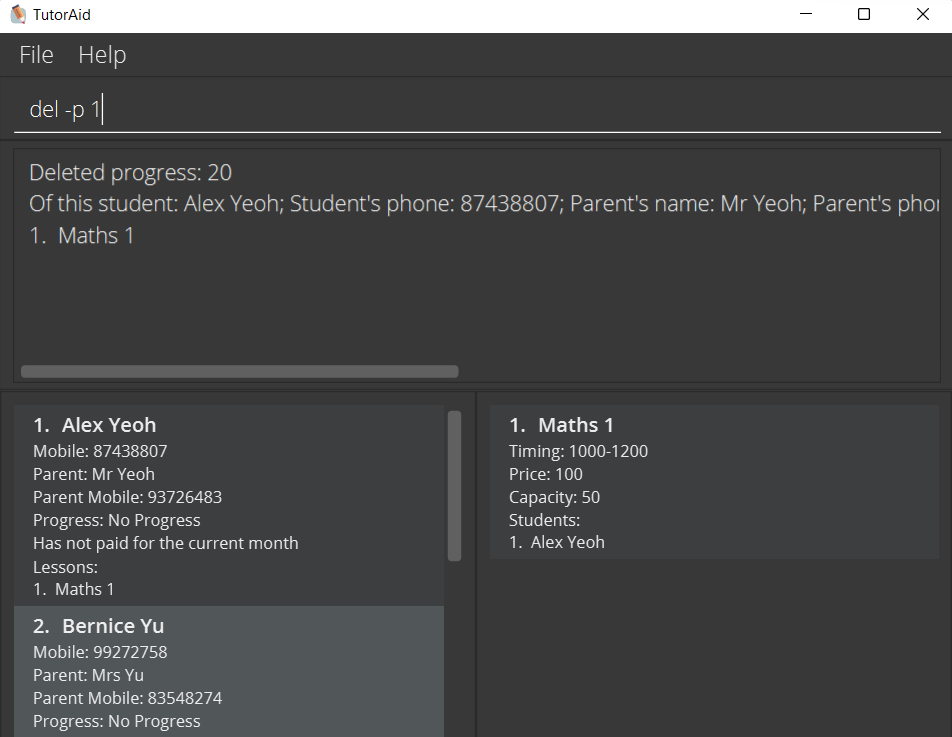 TutorAid
File Help
del -p 1
Deleted progress: 20
Of this student: Alex Yeoh; Student's phone: 87438807; Parent's name: Mr Yeoh; Parent's phon
1. Maths 1
1. Alex Yeoh
Mobile: 87438807
Parent: Mr Yeoh
Parent Mobile: 93726483
Progress: No Progress
Has not paid for the current month
Lessons:
1. Maths 1
2. Bernice Yu
Mobile: 99272758
Parent: Mrs Yu
Parent Mobile: 83548274
Progress: No Progress
1. Maths 1
Timing: 1000-1200
Price: 100
Capacity: 50
Students:
1. Alex Yeoh